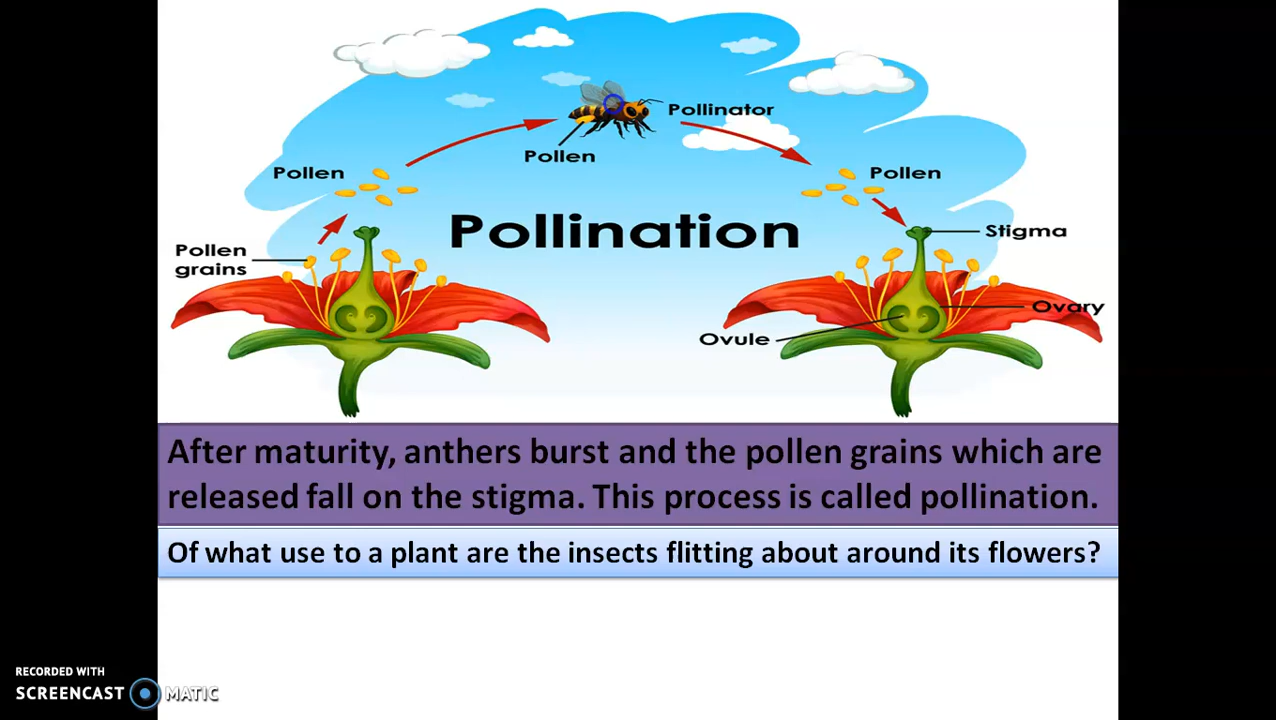 Pollinator
Pollen
Pollen
Pollen
Pollination
Stigma
Pollen
grains
Ovary
Ovule
After maturity, anthers burst and the pollen grains which are
released fall on the stigma. This process is called pollination.
Of what use to a plant are the insects flitting about around its flowers?
RECORDED WITH
SCREENCAST MATIC